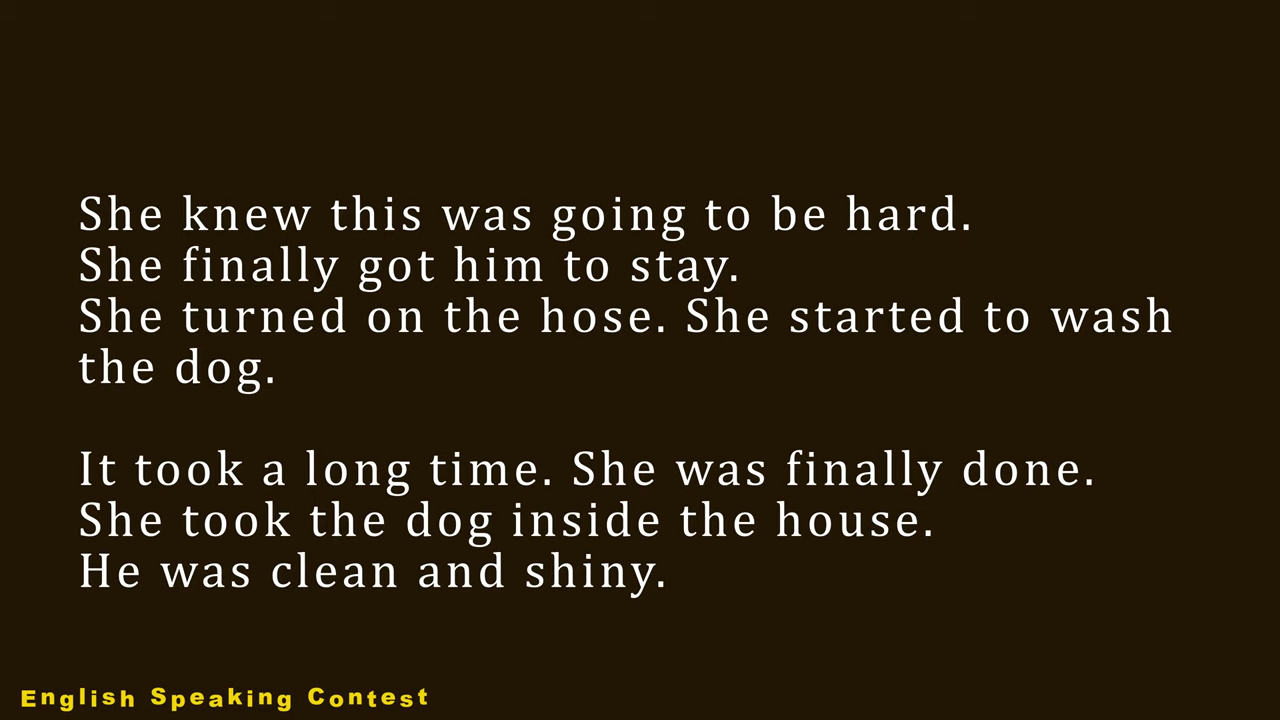 She knew this was going to be hard.
She finally got him to stay.
She turned on the hose. She started to wash
the dog.
It took a long time. She was finally done.
She took the dog inside the house.
He was clean and shiny.
English Speaking Contest